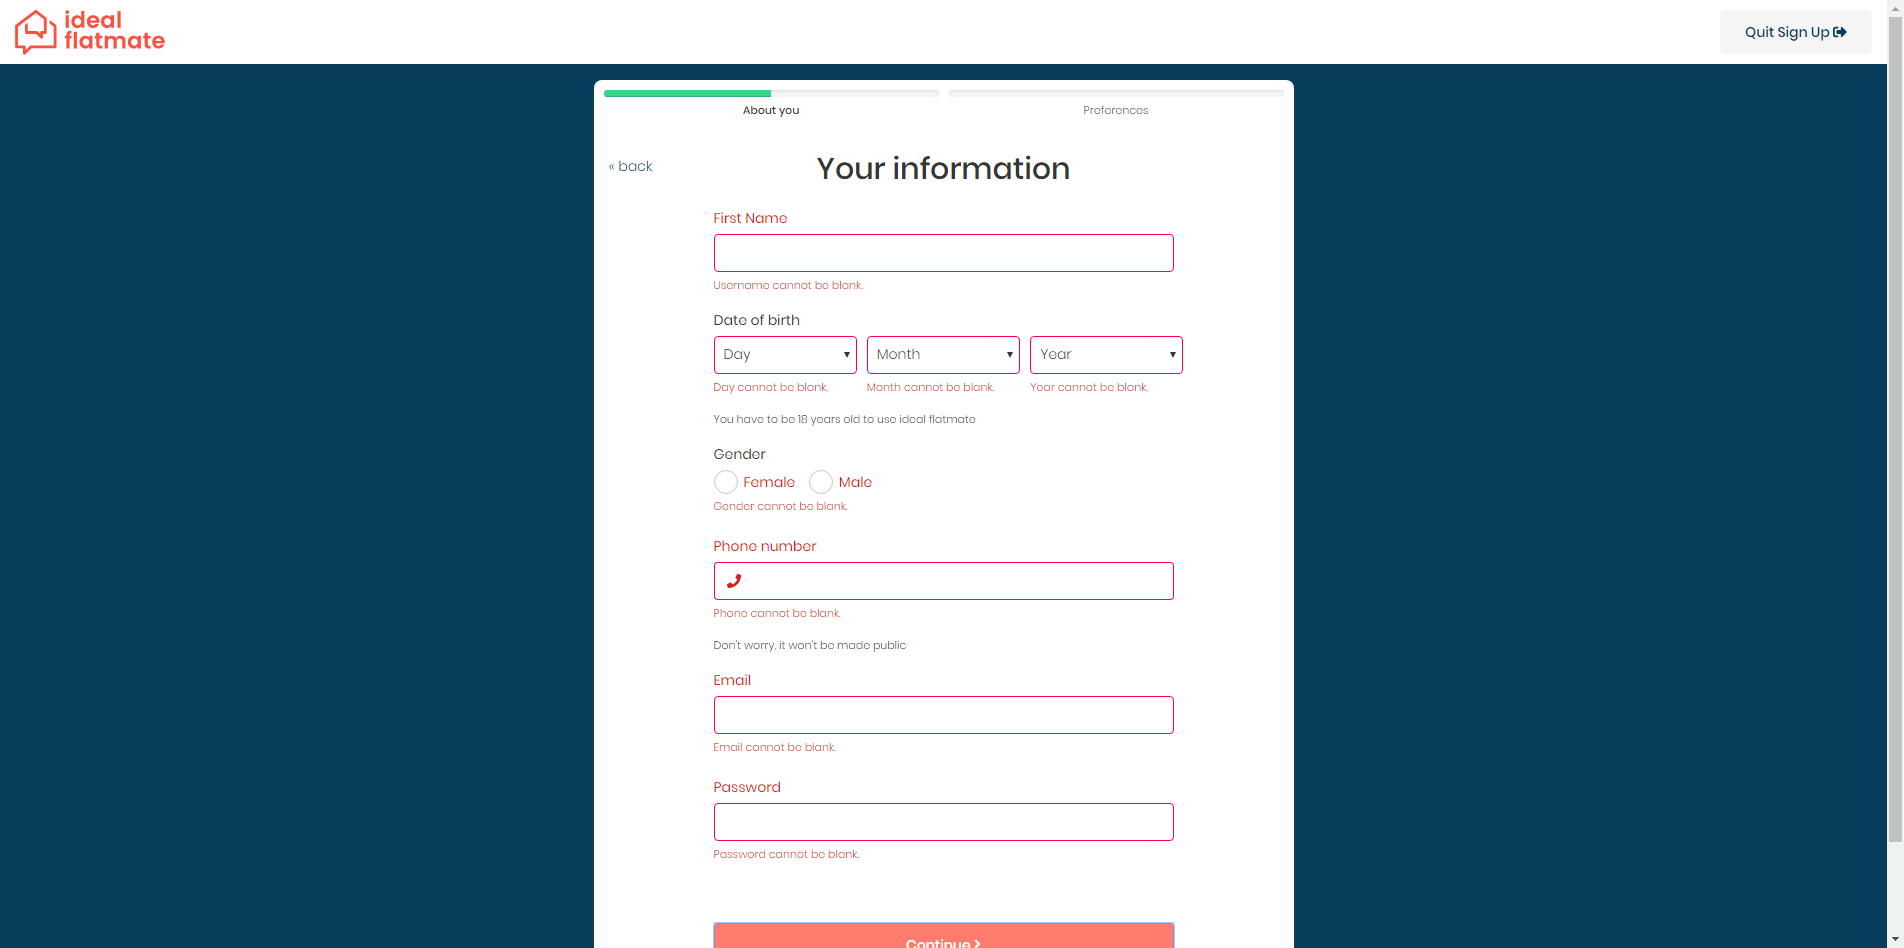 ideal
flatmate
Quit Sign Up
About you
Preferences
« back
Your information
First Name
Username cannot be blank.
Date of birth
Day
Month
Year
Day cannot be blank.
Month cannot be blank.
Year cannot be blank.
You have to be 18 years old to use ideal flatmate
Gender
Female
Male
Gender cannot be blank.
Phone number
Phone cannot be blank.
Don't worry, it won't be made public
Email
Email cannot be blank.
Password
Password cannot be blank.
Continue